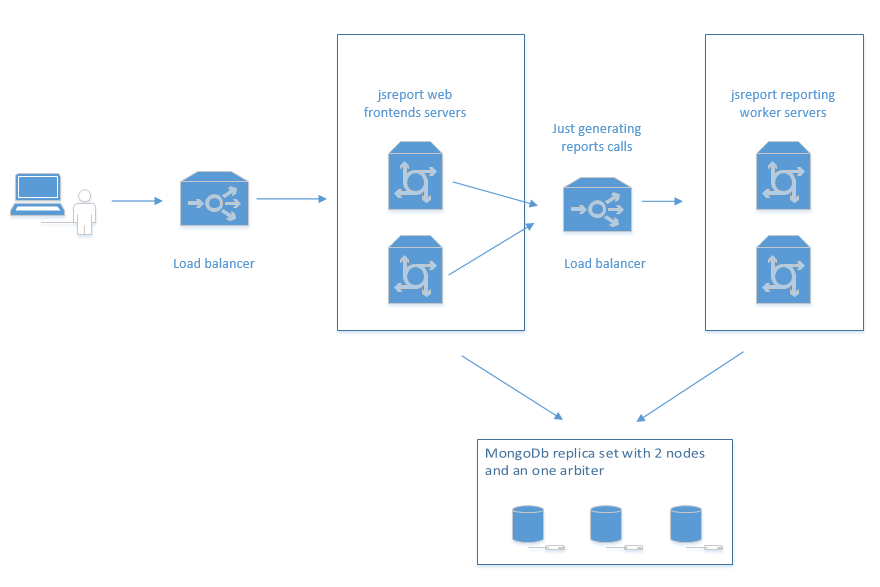 jsreport web
frontends servers
jsreport reporting
worker servers
Just generating
reports calls
Load balancer
Load balancer
MongoDb replica set with 2 nodes
and an one arbiter